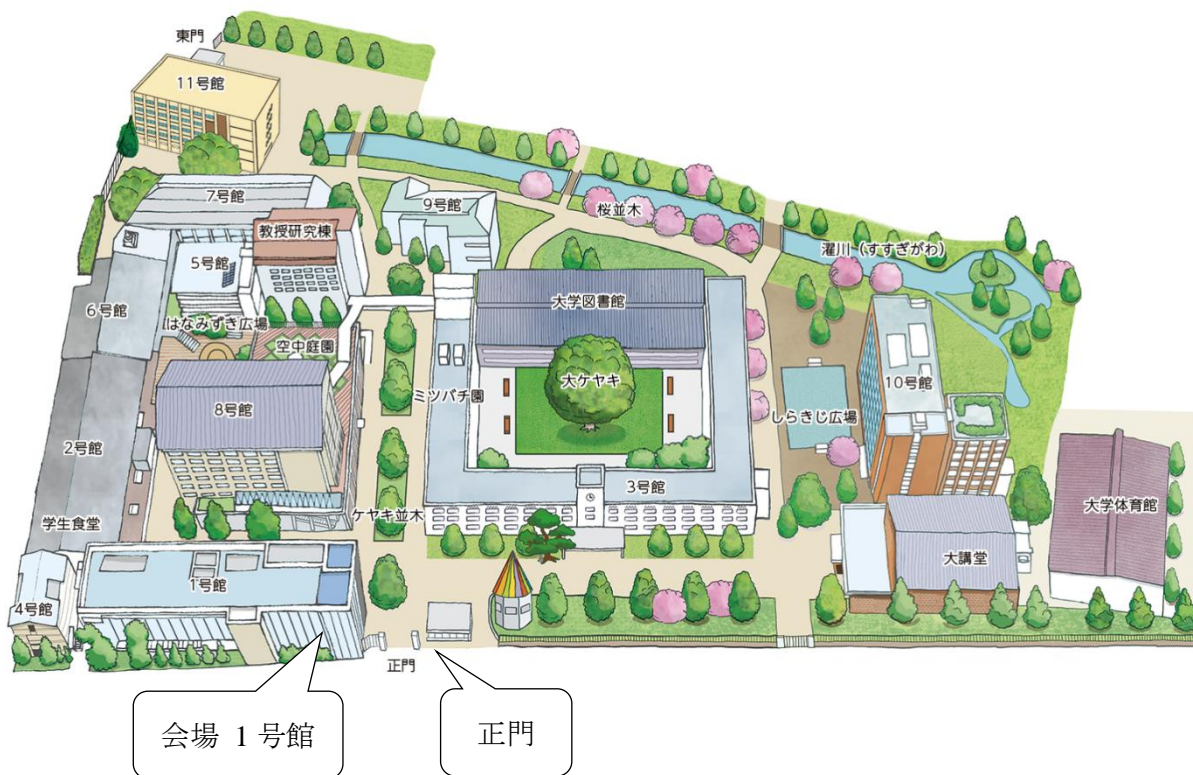 東門
11号館
7号館
9号館
教授研究棟
桜並木
5号館
濯川（すすぎがわ）
6号館
大学図書館
はなみずき広場
空中庭園
大ケヤキ
10号館
ミツバチ園
8号館
しらきじ広場
2号館
3号館
ケヤキ並木
大学体育館
学生食堂
大講堂
1号館
4号館
正門
会場 1号館
正門